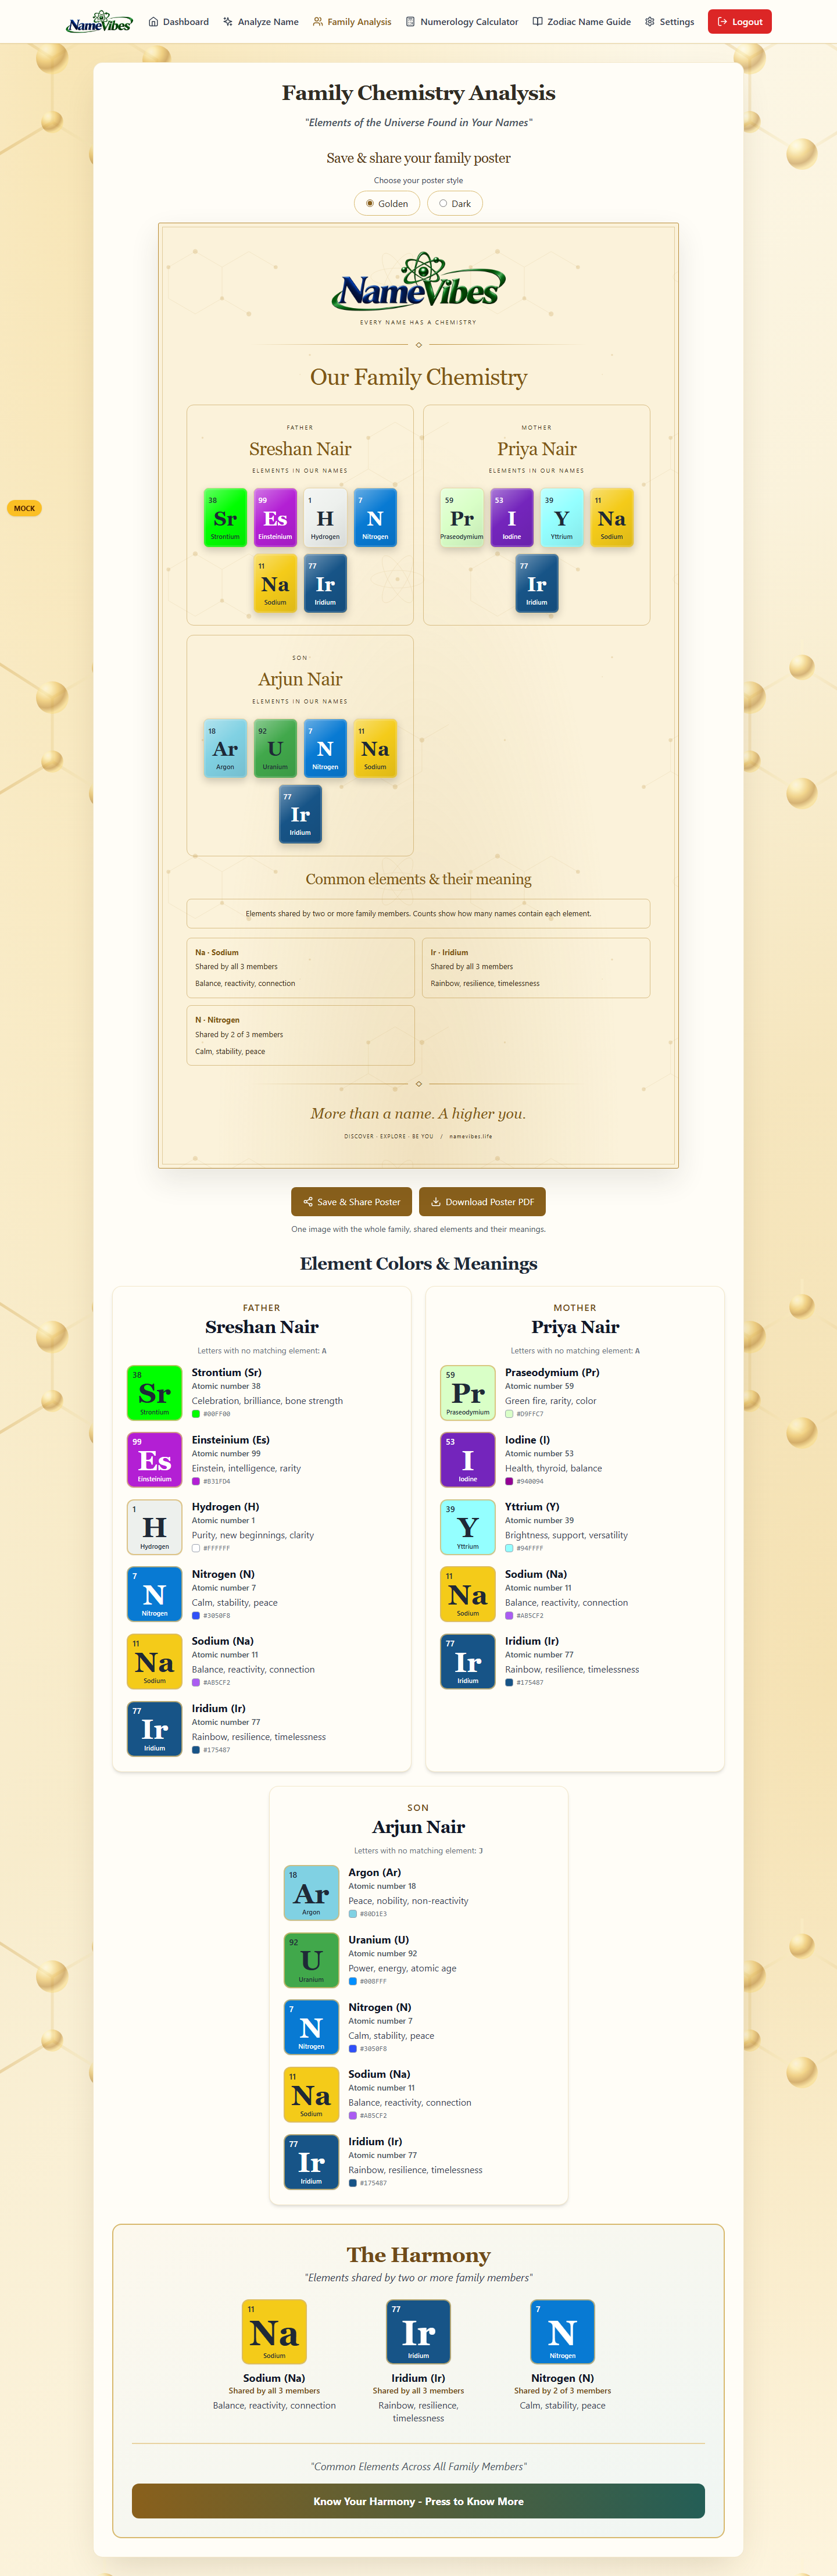 NameVibes
Dashboard
Analyze Name
Family Analysis
Numerology Calculator
Zodiac Name Guide
Settings
Logout
Family Chemistry Analysis
"Elements of the Universe Found in Your Names"
Save & share your family poster
Choose your poster style
Golden
Dark
MOCK
NameVibes
EVERY NAME HAS A CHEMISTRY
Our Family Chemistry
FATHER
Sreshan Nair
ELEMENTS IN OUR NAMES
38
Sr
Strontium
99
Es
Einsteinium
1
H
Hydrogen
7
N
Nitrogen
11
Na
Sodium
77
Ir
Iridium
MOTHER
Priya Nair
ELEMENTS IN OUR NAMES
59
Pr
Praseodymium
53
I
Iodine
39
Y
Yttrium
11
Na
Sodium
77
Ir
Iridium
SON
Arjun Nair
ELEMENTS IN OUR NAMES
18
Ar
Argon
92
U
Uranium
7
N
Nitrogen
11
Na
Sodium
77
Ir
Iridium
Common elements & their meaning
Elements shared by two or more family members. Counts show how many names contain each element.
Na · Sodium
Shared by all 3 members
Balance, reactivity, connection
Ir · Iridium
Shared by all 3 members
Rainbow, resilience, timelessness
N · Nitrogen
Shared by 2 of 3 members
Calm, stability, peace
More than a name. A higher you.
DISCOVER · EXPLORE · BE YOU / namevibes.life
Save & Share Poster
Download Poster PDF
One image with the whole family, shared elements and their meanings.
Element Colors & Meanings
FATHER
Sreshan Nair
Letters with no matching element: A
38
Sr
Strontium
Strontium (Sr)
Atomic number 38
Celebration, brilliance, bone strength
#00FF00
99
Es
Einsteinium
Einsteinium (Es)
Atomic number 99
Einstein, intelligence, rarity
#B31FD4
1
H
Hydrogen
Hydrogen (H)
Atomic number 1
Purity, new beginnings, clarity
#FFFFFF
7
N
Nitrogen
Nitrogen (N)
Atomic number 7
Calm, stability, peace
#3050F8
11
Na
Sodium
Sodium (Na)
Atomic number 11
Balance, reactivity, connection
#AB5CF2
77
Ir
Iridium
Iridium (Ir)
Atomic number 77
Rainbow, resilience, timelessness
#175487
MOTHER
Priya Nair
Letters with no matching element: A
59
Pr
Praseodymium
Praseodymium (Pr)
Atomic number 59
Green fire, rarity, color
#D9FFC7
53
I
Iodine
Iodine (I)
Atomic number 53
Health, thyroid, balance
#940094
39
Y
Yttrium
Yttrium (Y)
Atomic number 39
Brightness, support, versatility
#94FFFF
11
Na
Sodium
Sodium (Na)
Atomic number 11
Balance, reactivity, connection
#AB5CF2
77
Ir
Iridium
Iridium (Ir)
Atomic number 77
Rainbow, resilience, timelessness
#175487
SON
Arjun Nair
Letters with no matching element: J
18
Ar
Argon
Argon (Ar)
Atomic number 18
Peace, nobility, non-reactivity
#80D1E3
92
U
Uranium
Uranium (U)
Atomic number 92
Power, energy, atomic age
#008FFF
7
N
Nitrogen
Nitrogen (N)
Atomic number 7
Calm, stability, peace
#3050F8
11
Na
Sodium
Sodium (Na)
Atomic number 11
Balance, reactivity, connection
#AB5CF2
77
Ir
Iridium
Iridium (Ir)
Atomic number 77
Rainbow, resilience, timelessness
#175487
The Harmony
"Elements shared by two or more family members"
11
Na
Sodium
Sodium (Na)
Shared by all 3 members
Balance, reactivity, connection
77
Ir
Iridium
Iridium (Ir)
Shared by all 3 members
Rainbow, resilience,
timelessness
7
N
Nitrogen
Nitrogen (N)
Shared by 2 of 3 members
Calm, stability, peace
"Common Elements Across All Family Members"
Know Your Harmony - Press to Know More